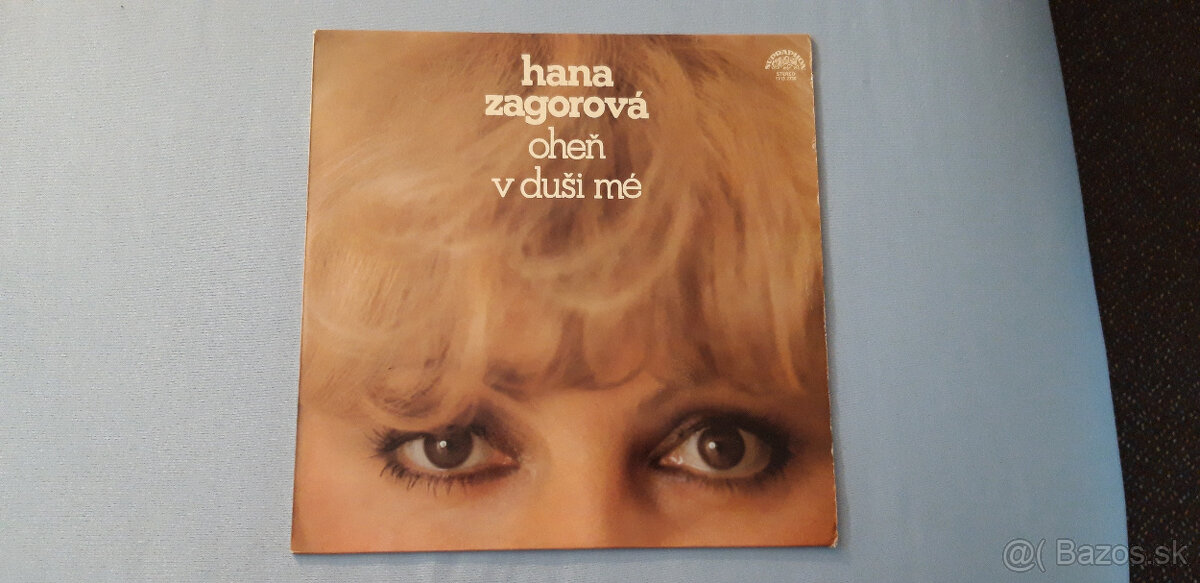 hana
zagorová
oheň
v duši mé
SUPRAPHON
STEREO
@( Bazos.sk